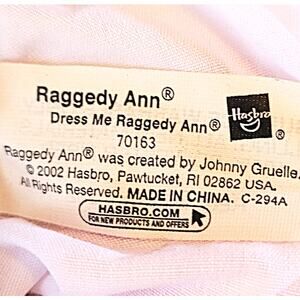 Raggedy Ann®
Hasbro
Dress Me Raggedy Ann®
70163
Raggedy Ann® was created by Johnny Gruelle.
© 2002 Hasbro, Pawtucket, RI 02862 USA.
All Rights Reserved. MADE IN CHINA. C-294A
HASBRO.COM
FOR NEW PRODUCTS AND OFFERS